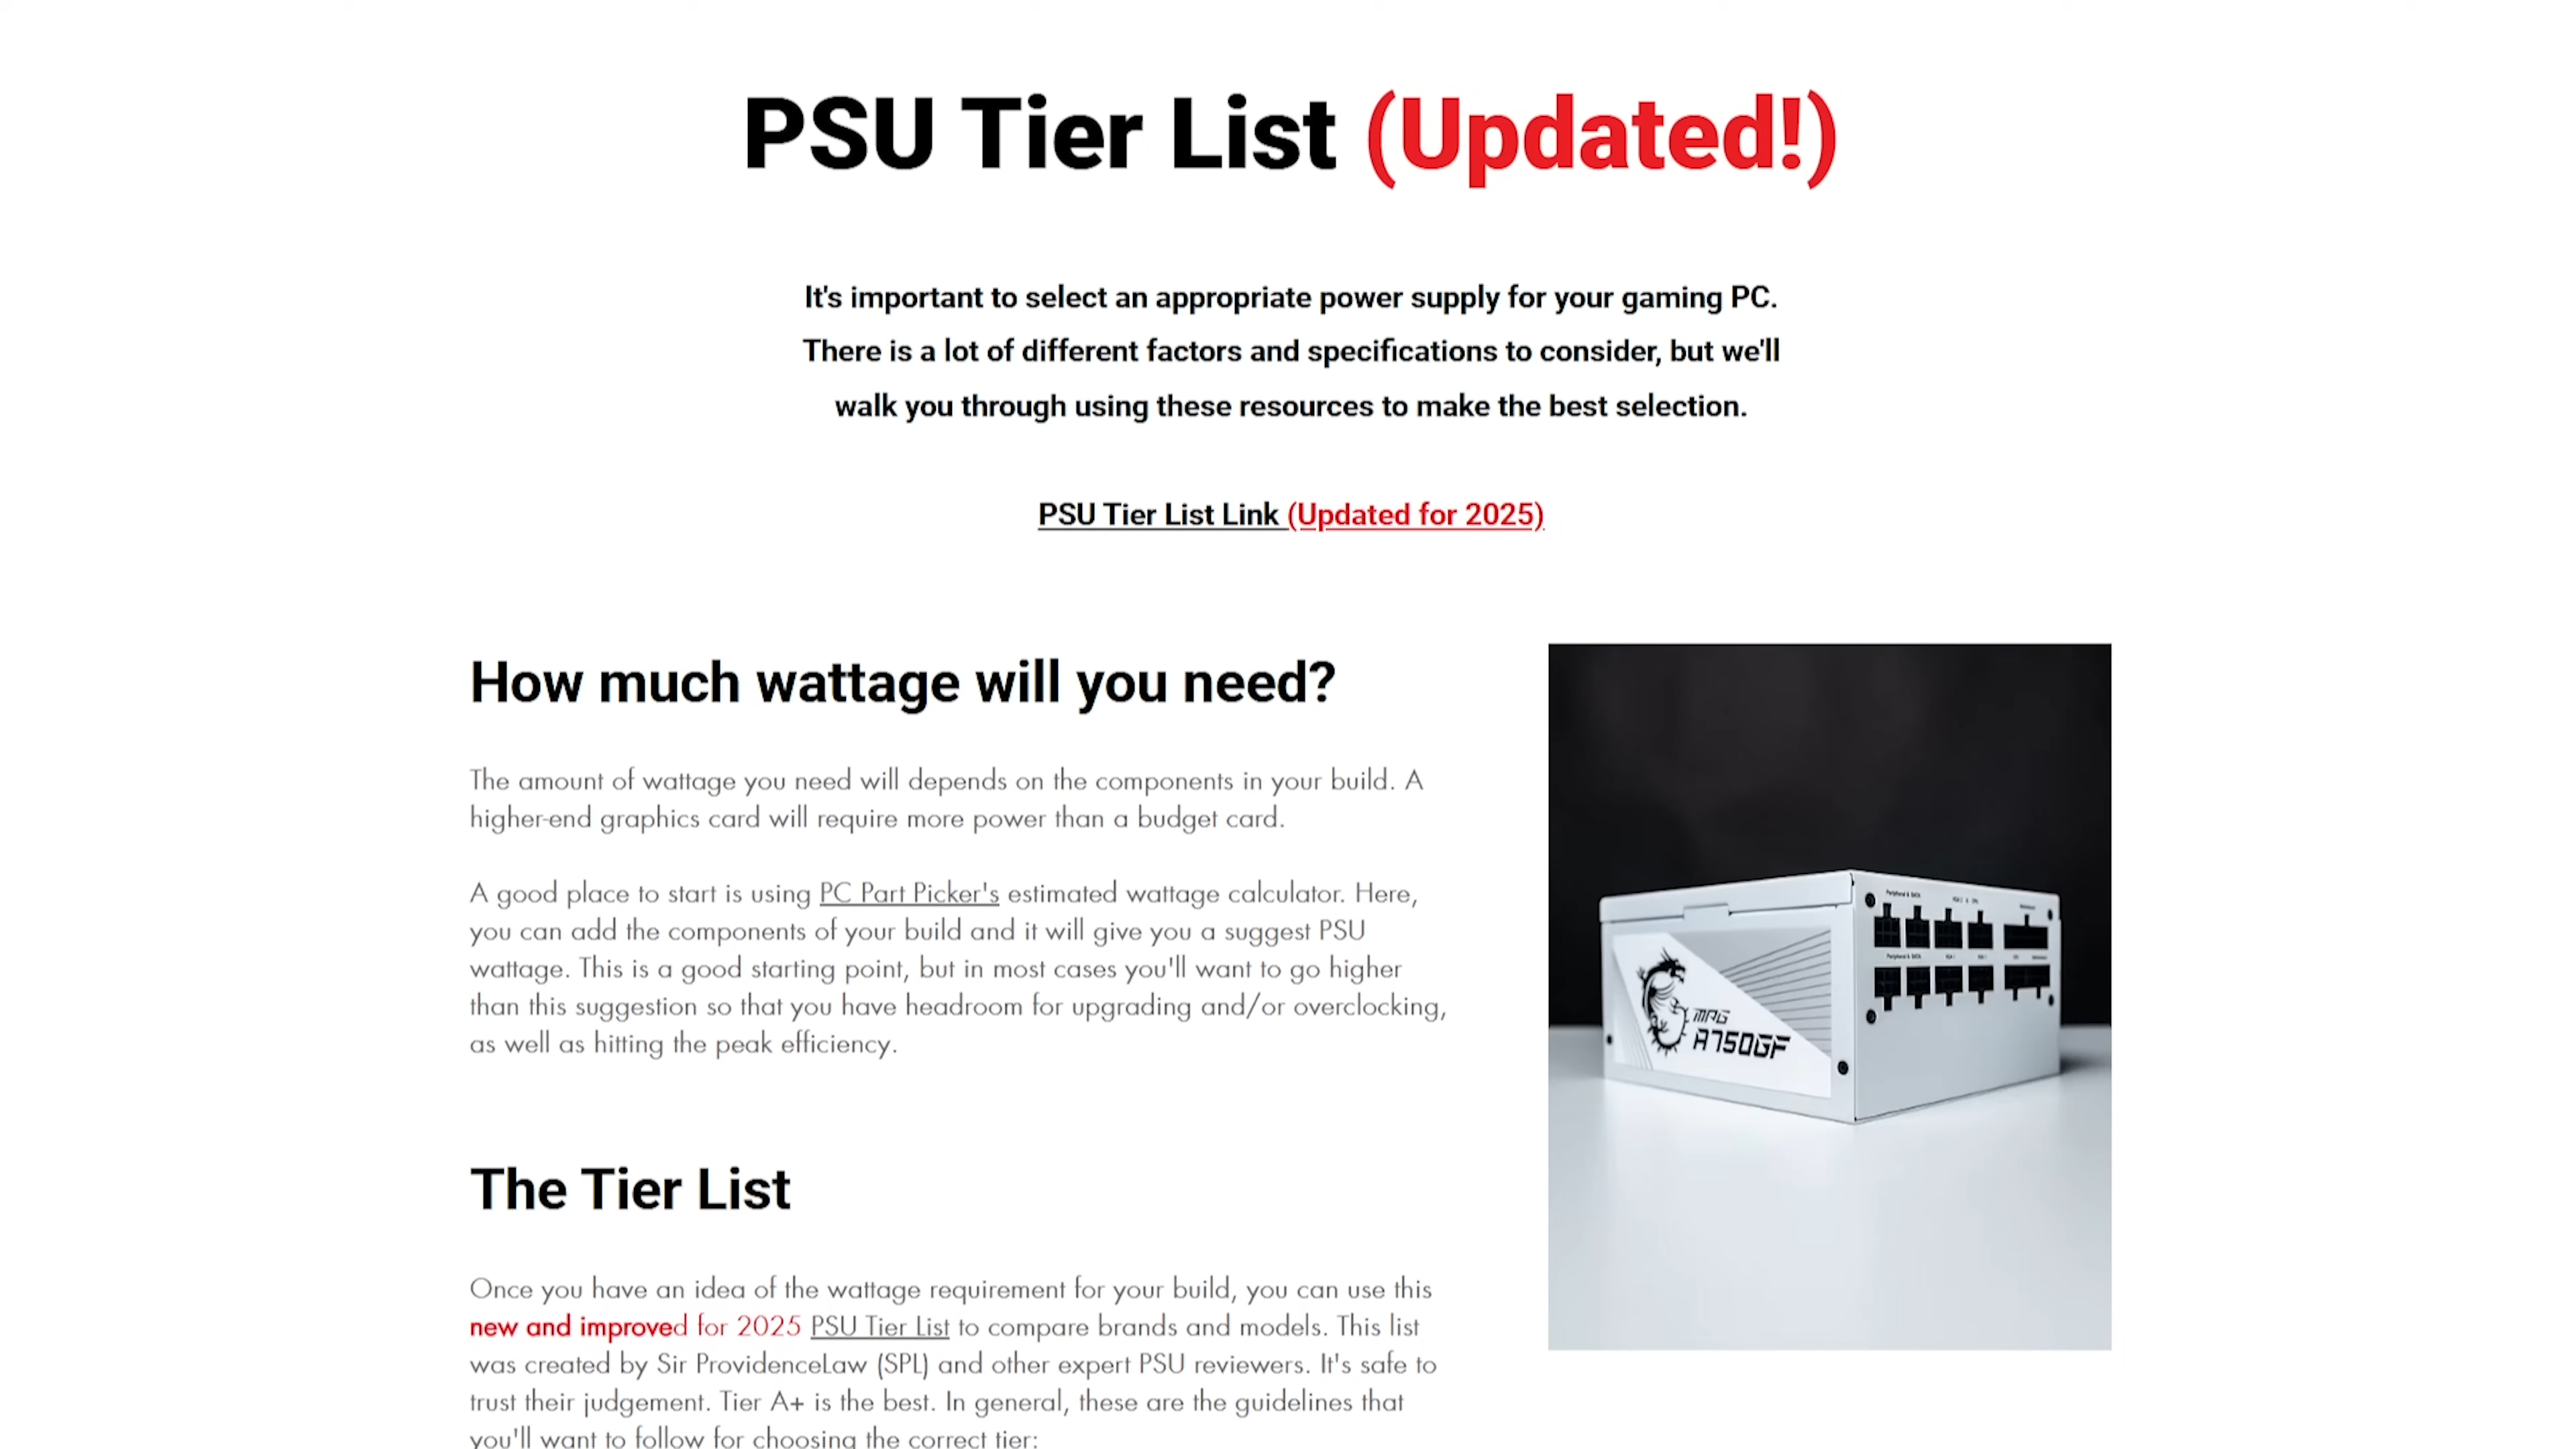 PSU Tier List (Updated!)
It's important to select an appropriate power supply for your gaming PC.
There is a lot of different factors and specifications to consider, but we'll
walk you through using these resources to make the best selection.
PSU Tier List Link (Updated for 2025)
How much wattage will you need?
The amount of wattage you need will depends on the components in your build. A
higher-end graphics card will require more power than a budget card.
A good place to start is using PC Part Picker's estimated wattage calculator. Here,
you can add the components of your build and it will give you a suggest PSU
wattage. This is a good starting point, but in most cases you'll want to go higher
than this suggestion so that you have headroom for upgrading and/or overclocking,
as well as hitting the peak efficiency.
MPG
A750GF
The Tier List
Once you have an idea of the wattage requirement for your build, you can use this
new and improved for 2025 PSU Tier List to compare brands and models. This list
was created by Sir ProvidenceLaw (SPL) and other expert PSU reviewers. It's safe to
trust their judgement. Tier A+ is the best. In general, these are the guidelines that
you'll want to follow for choosing the correct tier: